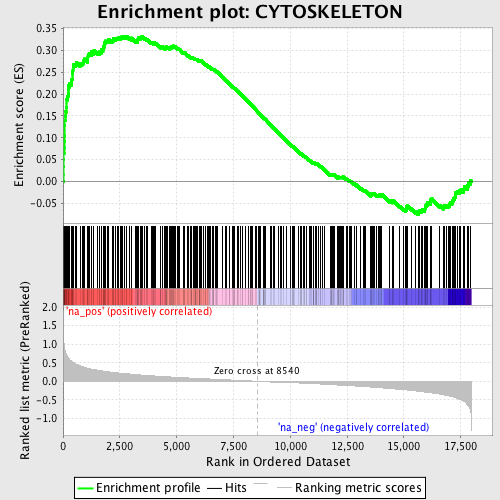 Enrichment plot: CYTOSKELETON
Enrichment score (ES)
0.35
0.30
0.25
0.20
0.15
0.10
0.05
0.00
-0.05
Ranked list metric (PreRanked)
'na_pos' (positively correlated)
2.0
1.5
1.0
0.5
0.0
-0.5
-1.0
Zero cross at 8540
'na_neg' (negatively correlated)
0
2,500
5,000
7,500
10,000
12,500
15,000
17,500
Rank in Ordered Dataset
Enrichment profile
Hits
Ranking metric scores